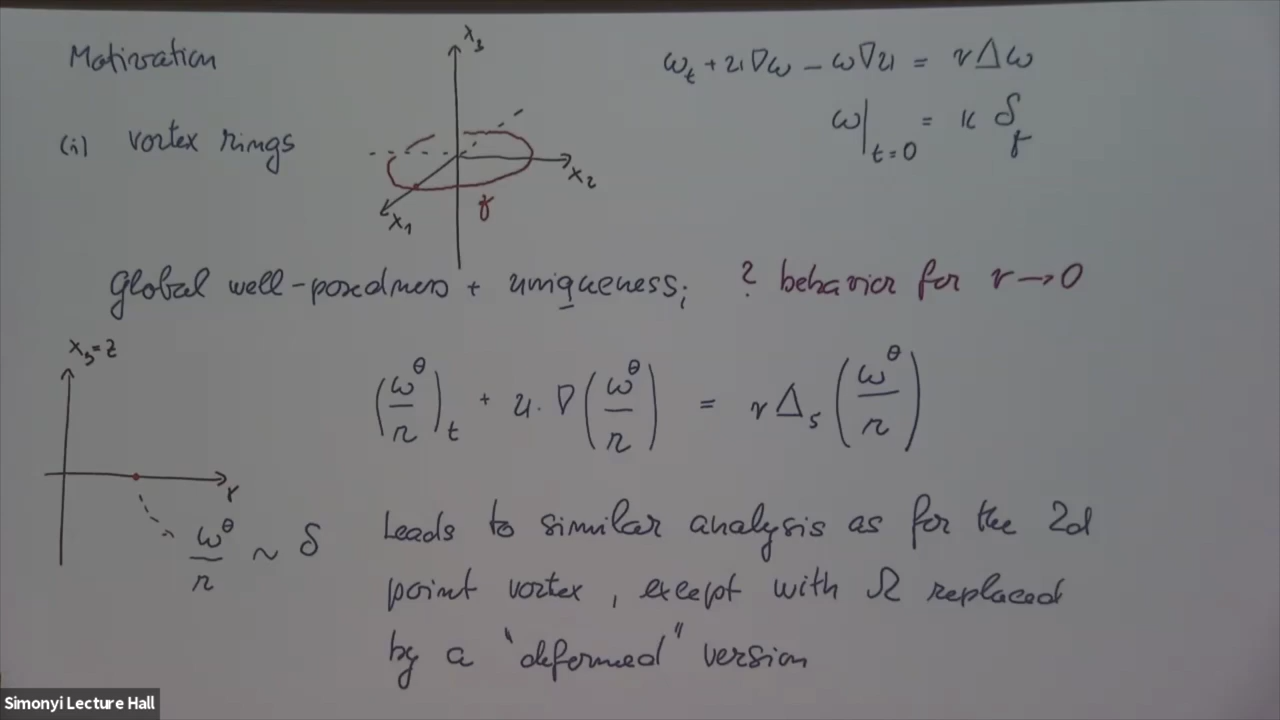 Motivation
ω_t + u∇ω − ω∇u = ν Δω
ω|_{t=0} = κ δ_γ
(i) vortex rings
x₃
x₂
x₁
γ
Global well-posedness + uniqueness; ? behavior for ν → 0
x₃=z
r
(ω^θ/r)_t + u·∇(ω^θ/r) = ν Δ₅ (ω^θ/r)
ω^θ/r ~ δ
Leads to similar analysis as for the 2d
point vortex, except with Ω replaced
by a "deformed" version
Simonyi Lecture Hall